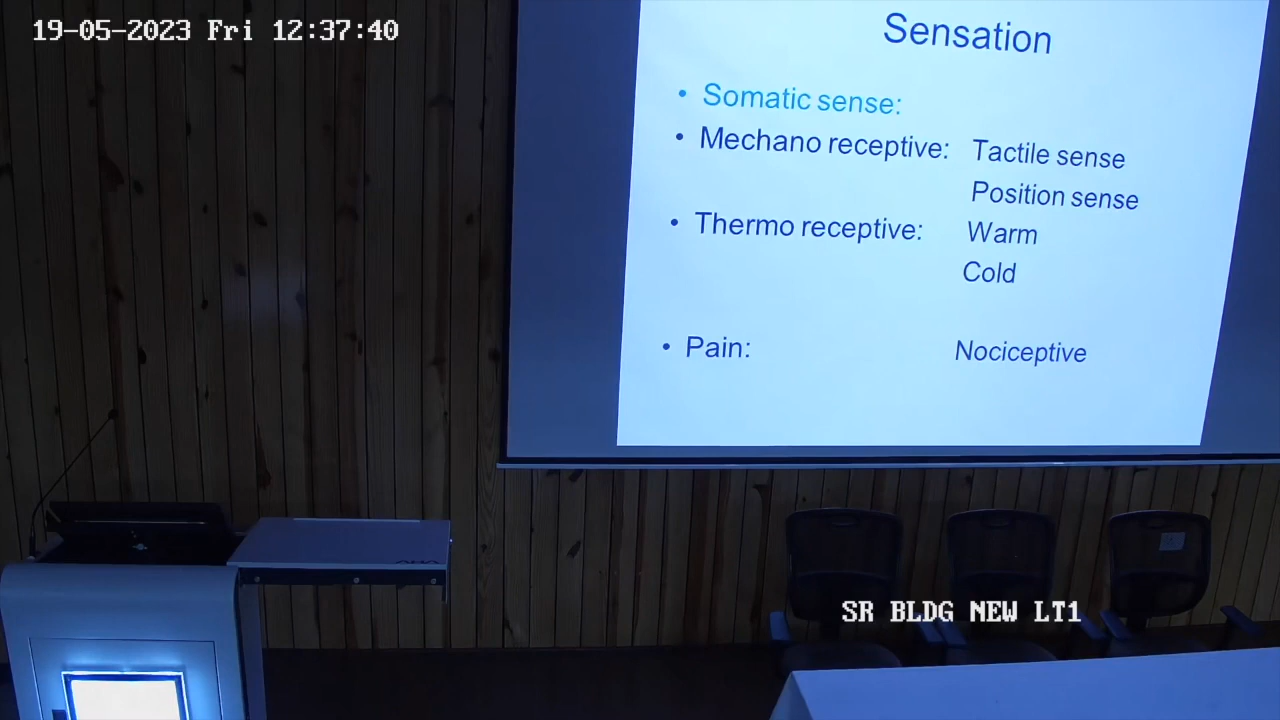 19-05-2023 Fri 12:37:40
Sensation
• Somatic sense:
• Mechano receptive: Tactile sense
Position sense
• Thermo receptive: Warm
Cold
• Pain: Nociceptive
SR BLDG NEW LT1